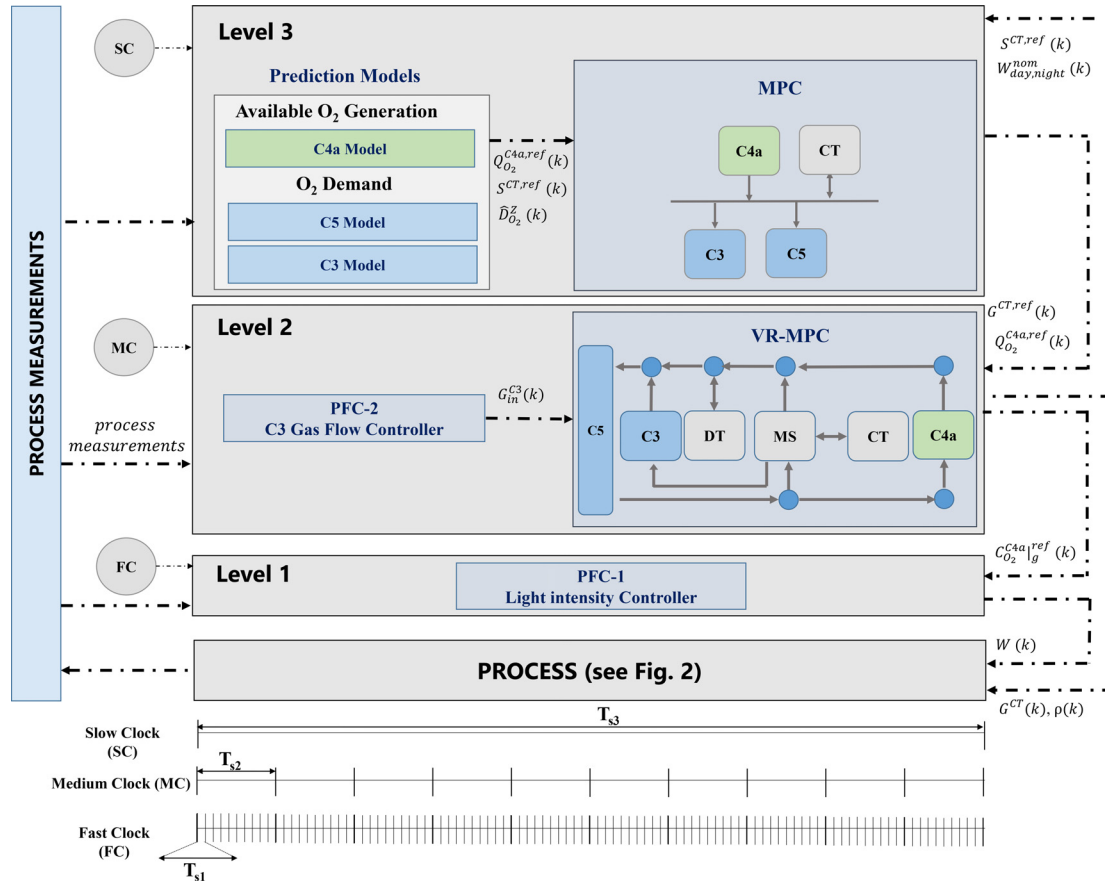 PROCESS MEASUREMENTS
SC
Level 3
Prediction Models
Available O₂ Generation
C4a Model
O₂ Demand
C5 Model
C3 Model
Q_{O₂}^{C4a,ref}(k)
S^{CT,ref}(k)
D̂_{O₂}^{Z}(k)
MPC
C4a
CT
C3
C5
S^{CT,ref}(k)
W_{day,night}^{nom}(k)
MC
process
measurements
Level 2
PFC-2
C3 Gas Flow Controller
G_{in}^{C3}(k)
VR-MPC
C5
C3
DT
MS
CT
C4a
G^{CT,ref}(k)
Q_{O₂}^{C4a,ref}(k)
FC
Level 1
PFC-1
Light intensity Controller
C_{O₂}^{C4a}|_{g}^{ref}(k)
PROCESS (see Fig. 2)
W(k)
G^{CT}(k), ρ(k)
T_{s3}
Slow Clock
(SC)
T_{s2}
Medium Clock (MC)
Fast Clock
(FC)
T_{s1}